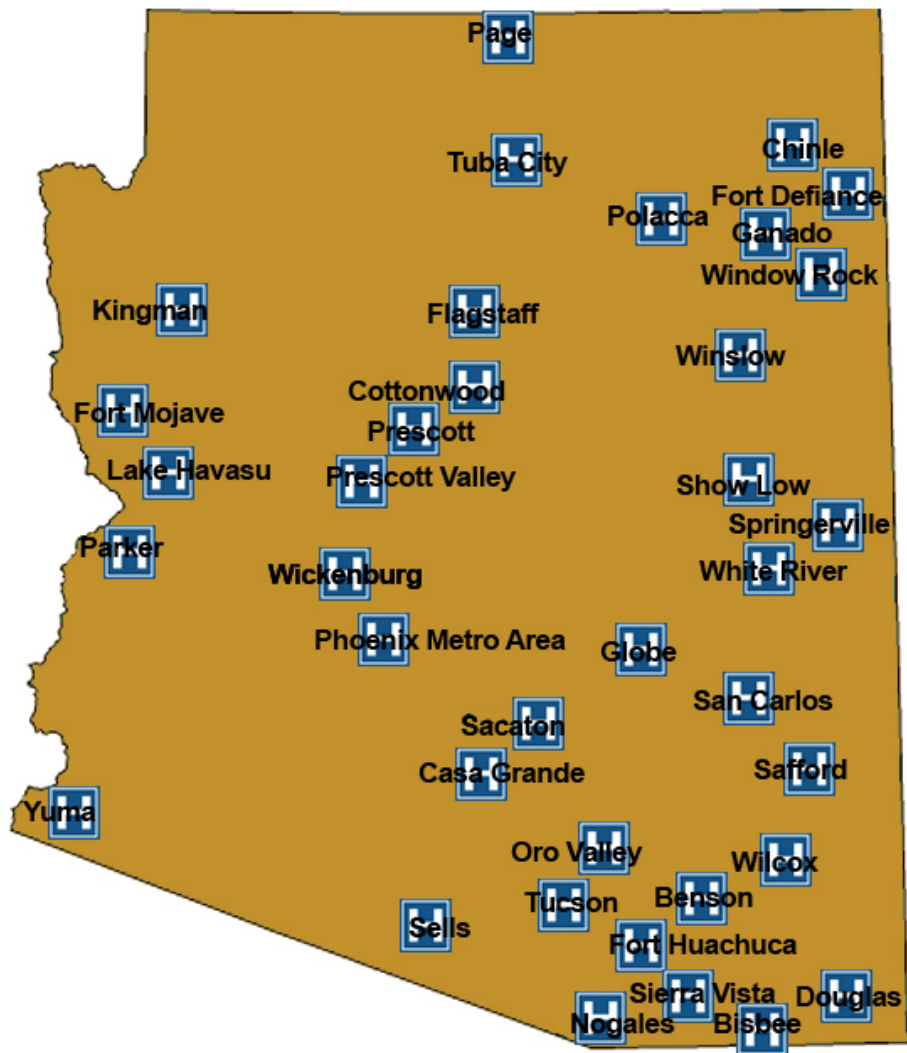 Page
Chinle
Tuba City
Fort Defiance
Polacca
Ganado
Window Rock
Kingman
Flagstaff
Winslow
Cottonwood
Fort Mojave
Prescott
Lake Havasu
Prescott Valley
Show Low
Springerville
Parker
Wickenburg
White River
Phoenix Metro Area
Globe
San Carlos
Sacaton
Casa Grande
Safford
Yuma
Oro Valley
Wilcox
Tucson
Benson
Sells
Fort Huachuca
Sierra Vista
Douglas
Nogales
Bisbee